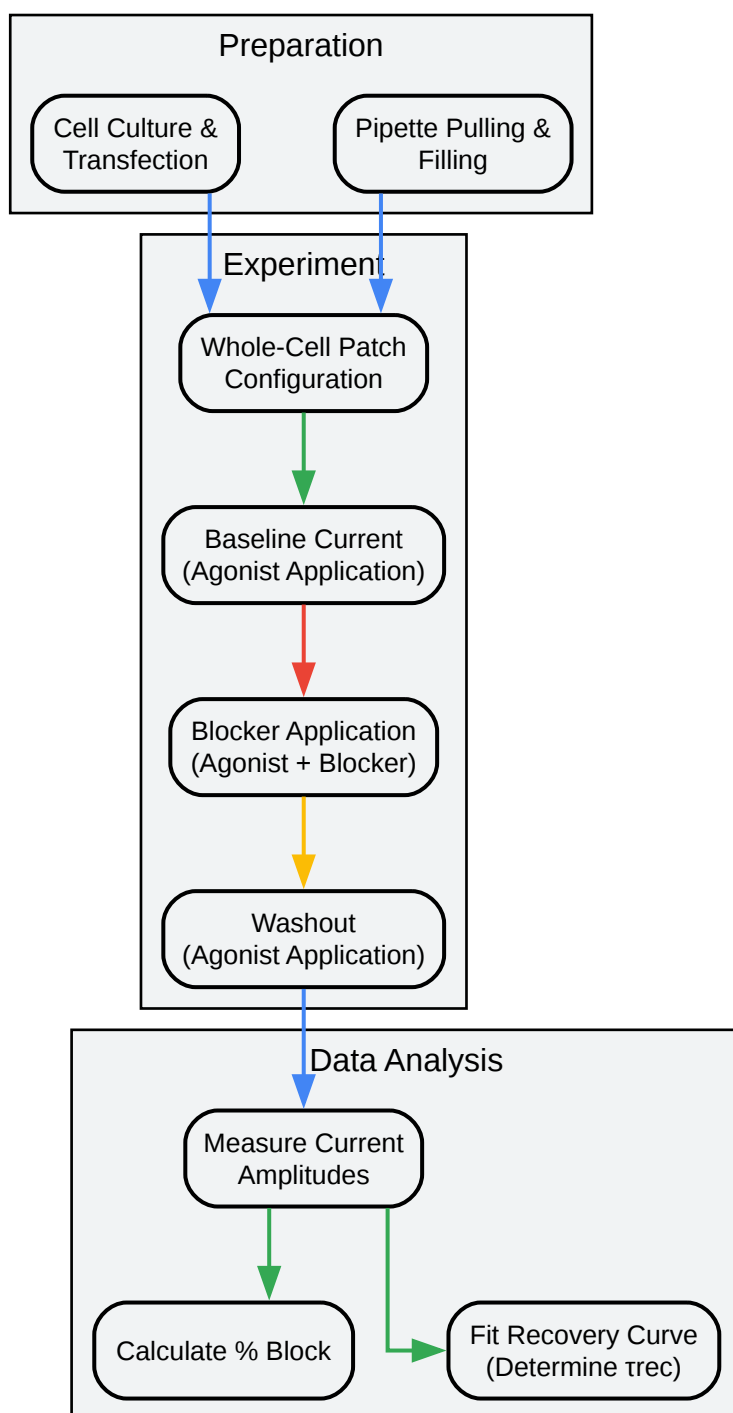 Preparation
Cell Culture &
Transfection
Pipette Pulling &
Filling
Experiment
Whole-Cell Patch
Configuration
Baseline Current
(Agonist Application)
Blocker Application
(Agonist + Blocker)
Washout
(Agonist Application)
Data Analysis
Measure Current
Amplitudes
Calculate % Block
Fit Recovery Curve
(Determine τrec)